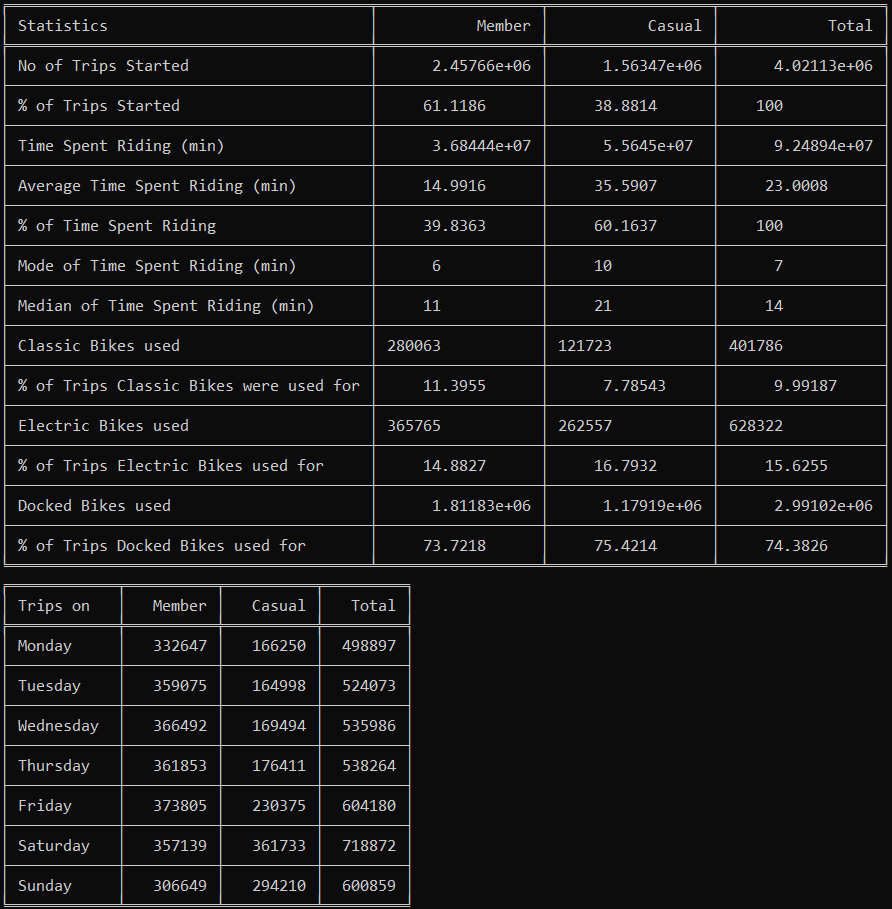 Statistics Member Casual Total
No of Trips Started 2.45766e+06 1.56347e+06 4.02113e+06
% of Trips Started 61.1186 38.8814 100
Time Spent Riding (min) 3.68444e+07 5.5645e+07 9.24894e+07
Average Time Spent Riding (min) 14.9916 35.5907 23.0008
% of Time Spent Riding 39.8363 60.1637 100
Mode of Time Spent Riding (min) 6 10 7
Median of Time Spent Riding (min) 11 21 14
Classic Bikes used 280063 121723 401786
% of Trips Classic Bikes were used for 11.3955 7.78543 9.99187
Electric Bikes used 365765 262557 628322
% of Trips Electric Bikes used for 14.8827 16.7932 15.6255
Docked Bikes used 1.81183e+06 1.17919e+06 2.99102e+06
% of Trips Docked Bikes used for 73.7218 75.4214 74.3826
Trips on Member Casual Total
Monday 332647 166250 498897
Tuesday 359075 164998 524073
Wednesday 366492 169494 535986
Thursday 361853 176411 538264
Friday 373805 230375 604180
Saturday 357139 361733 718872
Sunday 306649 294210 600859